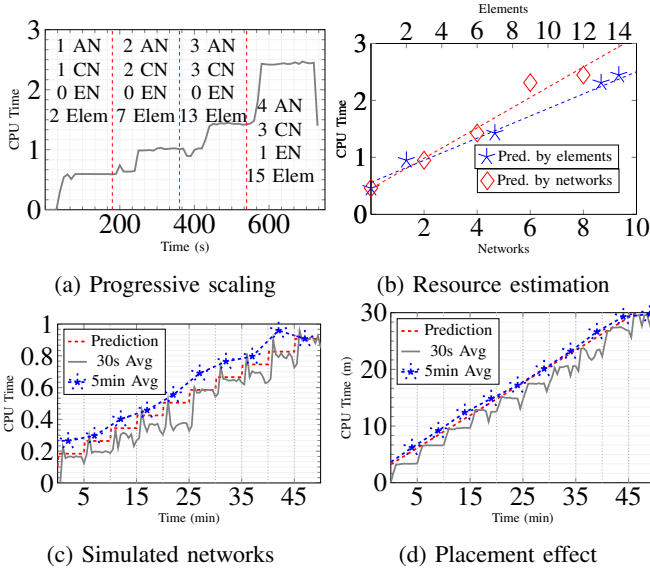 3
2
1
0
CPU Time
1 AN
1 CN
0 EN
2 Elem
2 AN
2 CN
0 EN
7 Elem
3 AN
3 CN
0 EN
13 Elem
4 AN
3 CN
1 EN
15 Elem
200 400 600
Time (s)
(a) Progressive scaling
Elements
2 4 6 8 10 12 14
3
2
1
0
CPU Time
Pred. by elements
Pred. by networks
0 2 4 6 8 10
Networks
(b) Resource estimation
1
0.8
0.6
0.4
0.2
0
CPU Time
Prediction
30s Avg
5min Avg
5 15 25 35 45
Time (min)
(c) Simulated networks
30
20
10
0
CPU Time (m)
Prediction
30s Avg
5min Avg
5 15 25 35 45
Time (min)
(d) Placement effect